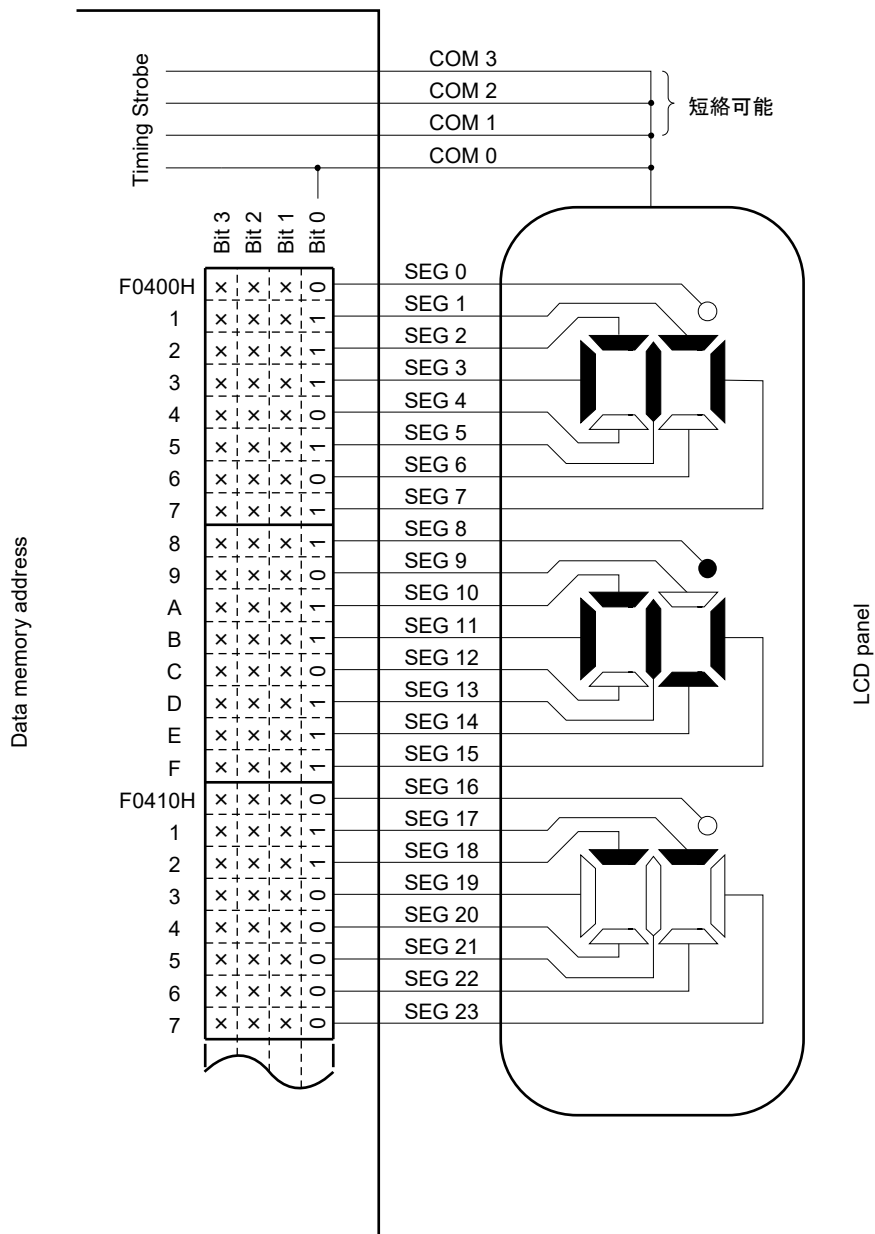 COM 3
COM 2
COM 1
COM 0
短絡可能
Timing Strobe
Bit 3
Bit 2
Bit 1
Bit 0
F0400H × × × 0 SEG 0
1 × × × 1 SEG 1
2 × × × 1 SEG 2
3 × × × 1 SEG 3
4 × × × 0 SEG 4
5 × × × 1 SEG 5
6 × × × 0 SEG 6
7 × × × 1 SEG 7
8 × × × 1 SEG 8
9 × × × 0 SEG 9
A × × × 1 SEG 10
B × × × 1 SEG 11
C × × × 0 SEG 12
D × × × 1 SEG 13
E × × × 1 SEG 14
F × × × 1 SEG 15
F0410H × × × 0 SEG 16
1 × × × 1 SEG 17
2 × × × 1 SEG 18
3 × × × 0 SEG 19
4 × × × 0 SEG 20
5 × × × 0 SEG 21
6 × × × 0 SEG 22
7 × × × 0 SEG 23
Data memory address
LCD panel